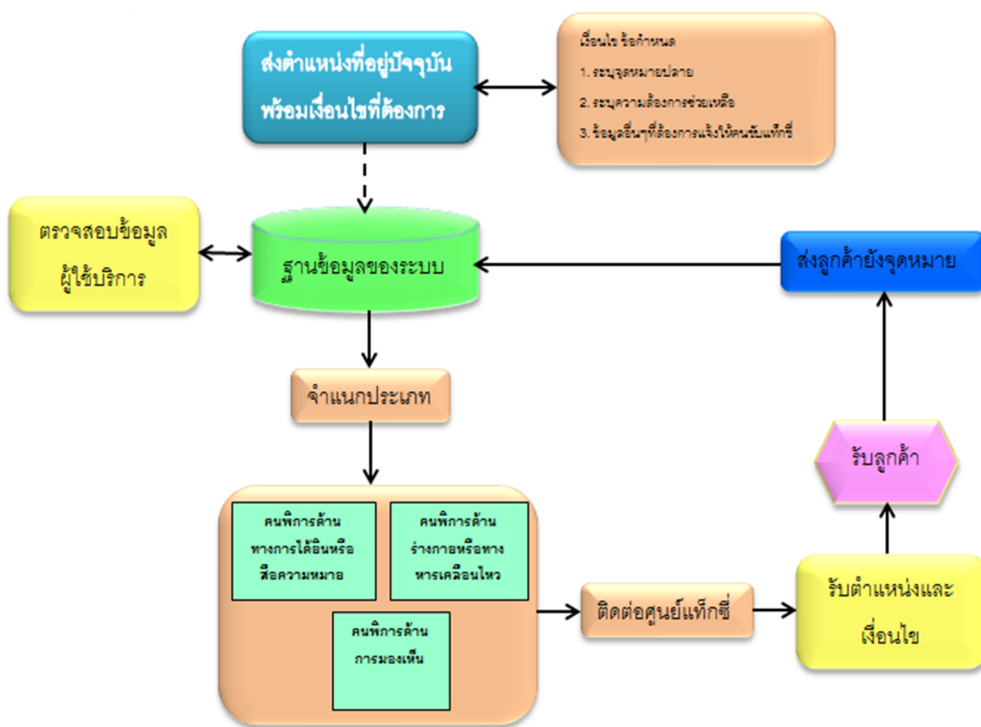 ส่งตำแหน่งที่อยู่ปัจจุบัน
พร้อมเงื่อนไขที่ต้องการ
เงื่อนไข ข้อกำหนด
1. ระบุจุดหมายปลาย
2. ระบุความต้องการช่วยเหลือ
3. ข้อมูลอื่นๆที่ต้องการแจ้งให้คนขับแท็กซี่
ตรวจสอบข้อมูล
ผู้ใช้บริการ
ฐานข้อมูลของระบบ
ส่งลูกค้ายังจุดหมาย
จำแนกประเภท
รับลูกค้า
คนพิการด้าน
ทางการได้ยินหรือ
สื่อความหมาย
คนพิการด้าน
ร่างกายหรือทาง
หารเคลื่อนไหว
คนพิการด้าน
การมองเห็น
ติดต่อศูนย์แท็กซี่
รับตำแหน่งและ
เงื่อนไข